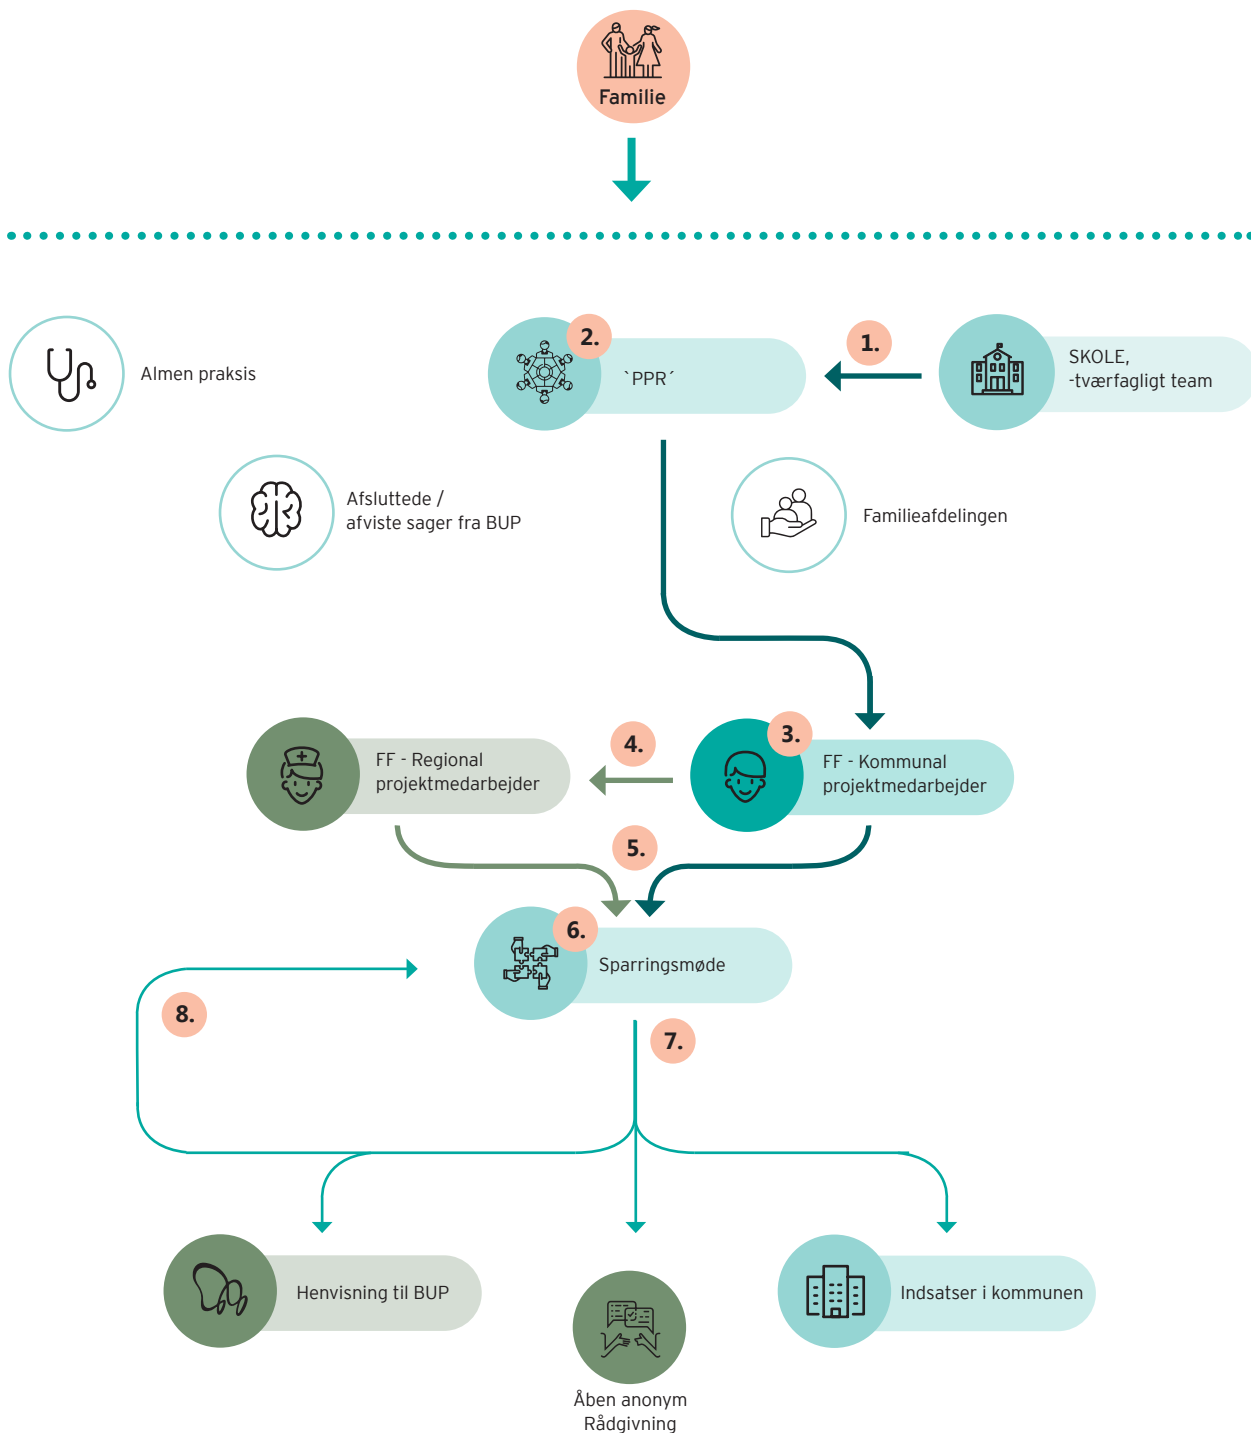 Familie
2.
1.
`PPR´
SKOLE,
-tværfagligt team
Almen praksis
Afsluttede /
afviste sager fra BUP
Familieafdelingen
3.
4.
FF - Regional
projektmedarbejder
FF - Kommunal
projektmedarbejder
5.
6.
Sparringsmøde
8.
7.
Henvisning til BUP
Indsatser i kommunen
Åben anonym
Rådgivning